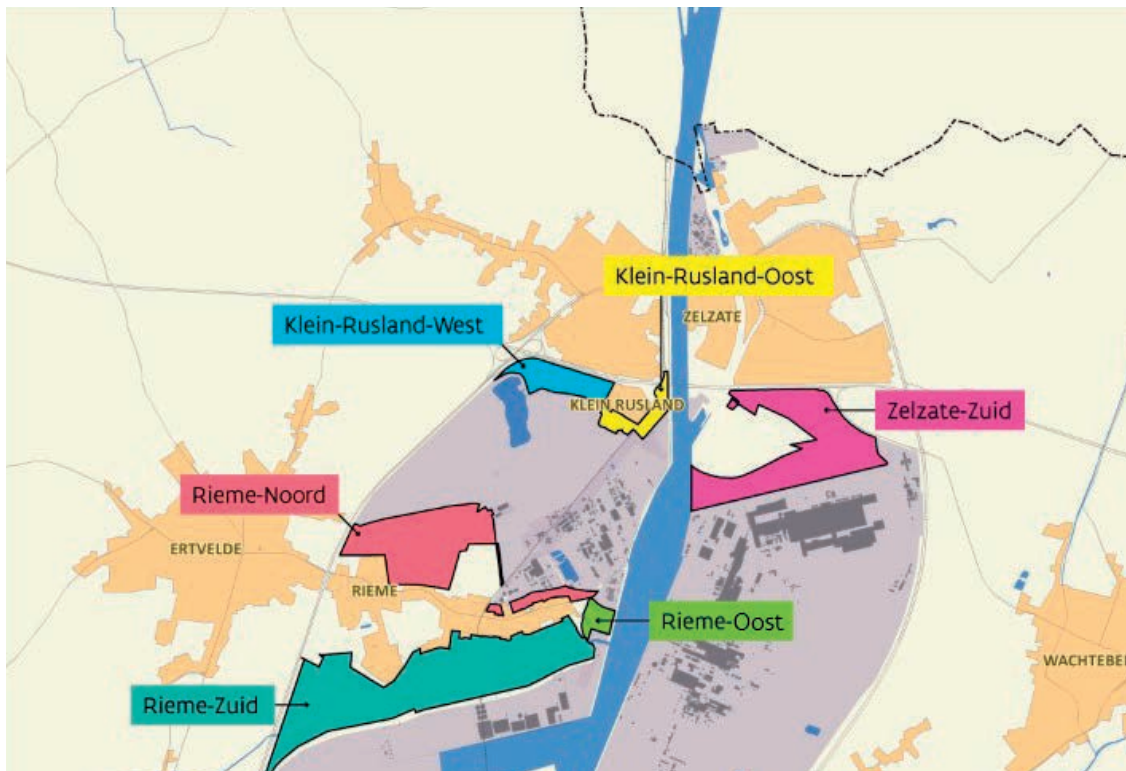 Klein-Rusland-Oost
ZELZATE
Klein-Rusland-West
KLEIN RUSLAND
Zelzate-Zuid
Rieme-Noord
ERTVELDE
RIEME
Rieme-Oost
WACHTEBE
Rieme-Zuid